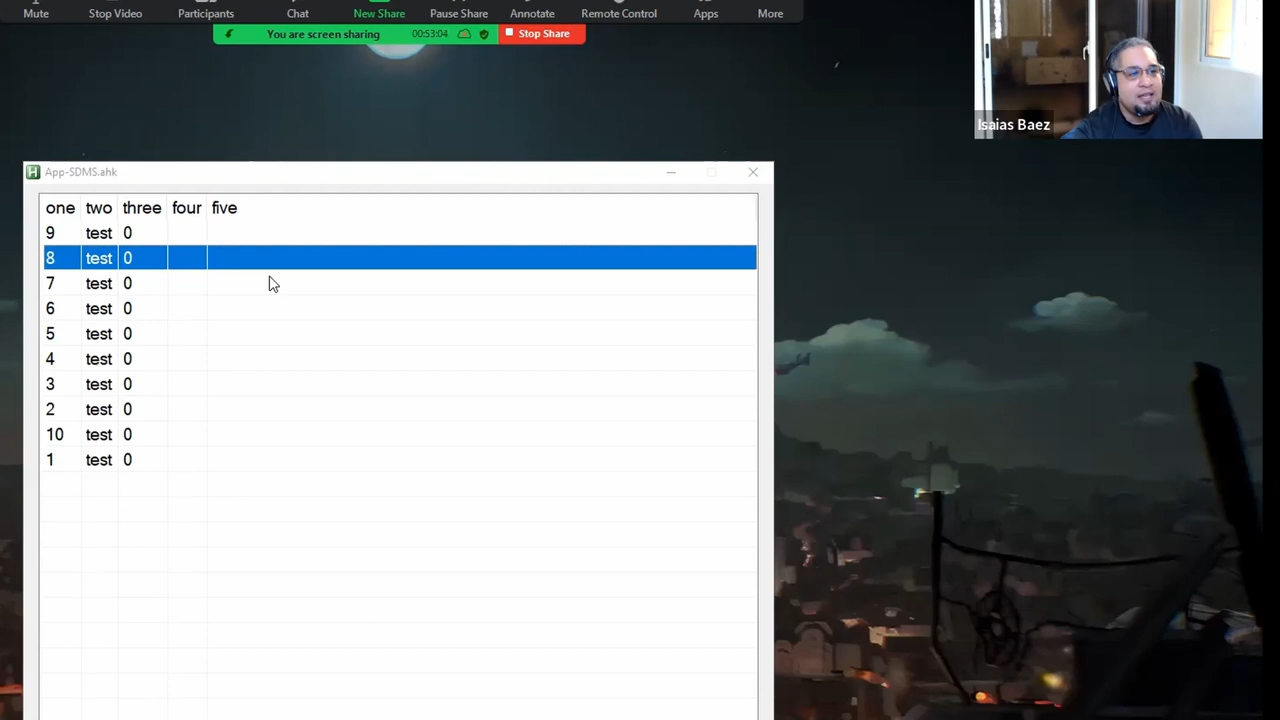 Mute Stop Video Participants Chat New Share Pause Share Annotate Remote Control Apps More
You are screen sharing 00:53:04 Stop Share
Isaias Baez
App-SDMS.ahk
one two three four five
9 test 0
8 test 0
7 test 0
6 test 0
5 test 0
4 test 0
3 test 0
2 test 0
10 test 0
1 test 0